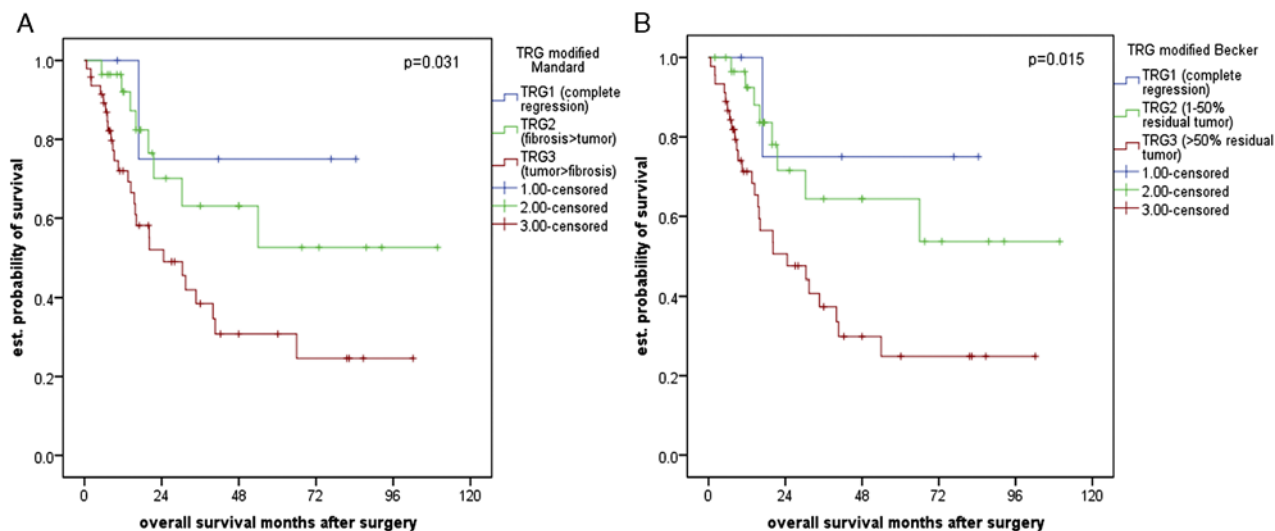 A
p=0.031
TRG modified
Mandard
TRG1 (complete
regression)
TRG2
(fibrosis>tumor)
TRG3
(tumor>fibrosis)
1.00-censored
2.00-censored
3.00-censored
est. probability of survival
1.0
0.8
0.6
0.4
0.2
0.0
0 24 48 72 96 120
overall survival months after surgery
B
p=0.015
TRG modified Becker
TRG1 (complete
regression)
TRG2 (1-50%
residual tumor)
TRG3 (>50% residual
tumor)
1.00-censored
2.00-censored
3.00-censored
est. probability of survival
1.0
0.8
0.6
0.4
0.2
0.0
0 24 48 72 96 120
overall survival months after surgery